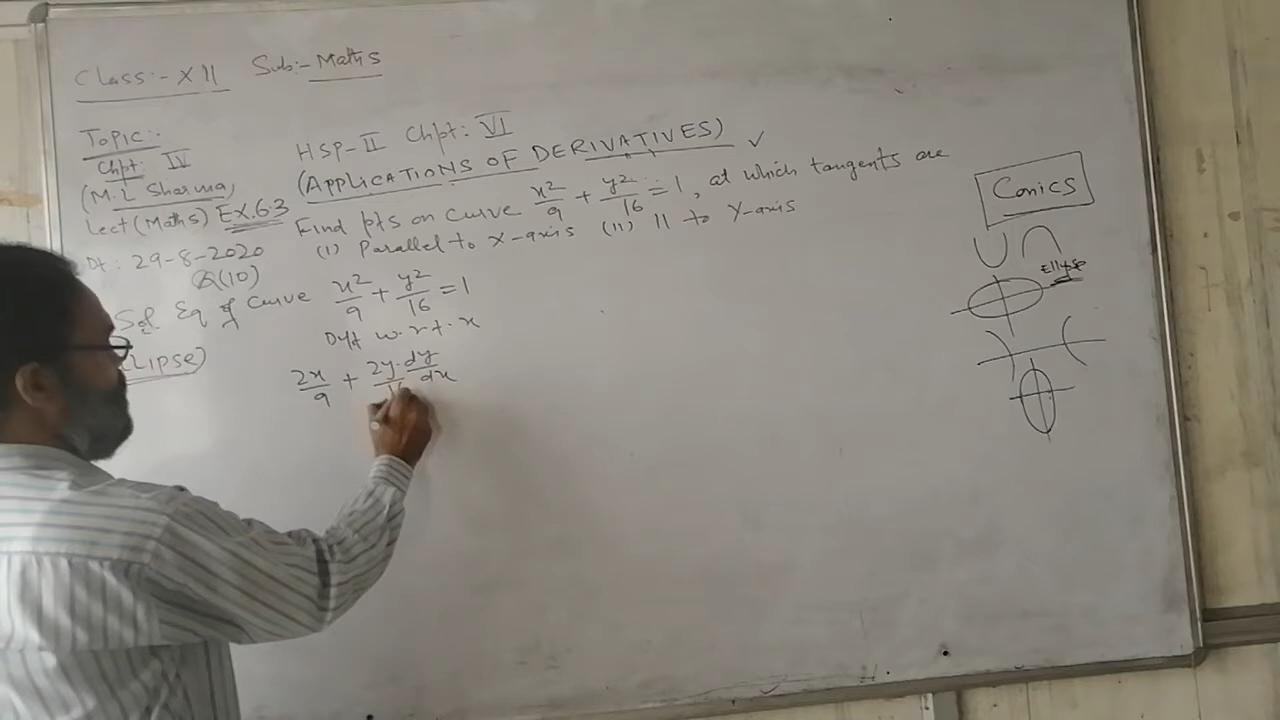 Class:- XII Sub:- Maths
Topic:-
Chpt: IV
(M.L Sharma,
Lect (Maths)
Dt: 29-8-2020
HSP-II Chpt: VI
(APPLICATIONS OF DERIVATIVES) ✓
EX.6.3 Find pts on curve x²/9 + y²/16 = 1, at which tangents are
(i) Parallel to X-axis (ii) || to Y-axis
Q(10)
Sol. Eq of curve x²/9 + y²/16 = 1
Diff w.r.t. x
2x/9 + 2y/16 . dy/dx
Conics
Ellipse